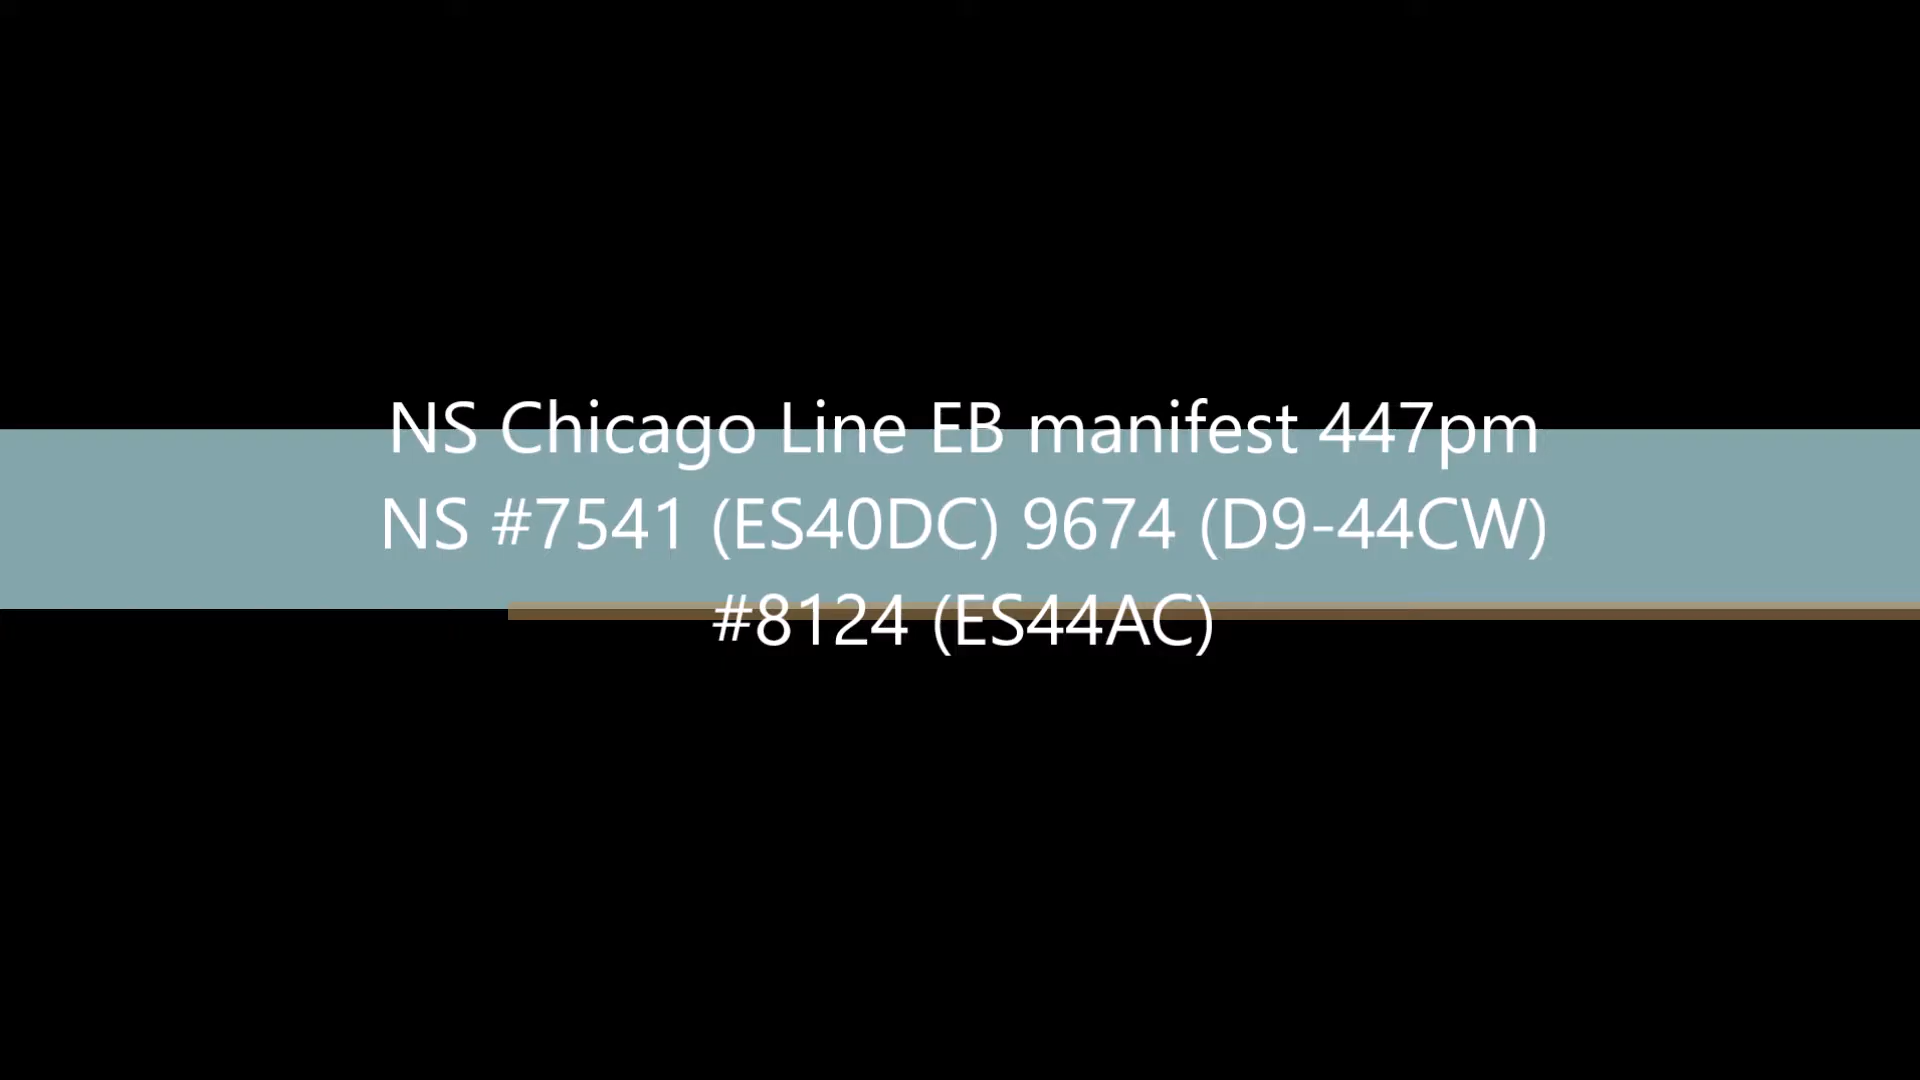 NS Chicago Line EB manifest 447pm
NS #7541 (ES40DC) 9674 (D9-44CW)
#8124 (ES44AC)